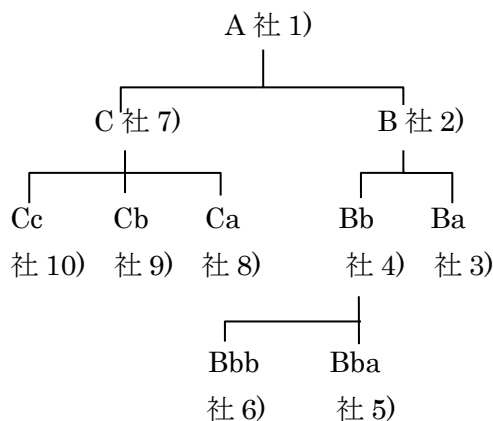 A 社 1)
C 社 7) B 社 2)
Cc Cb Ca Bb Ba
社 10) 社 9) 社 8) 社 4) 社 3)
Bbb Bba
社 6) 社 5)